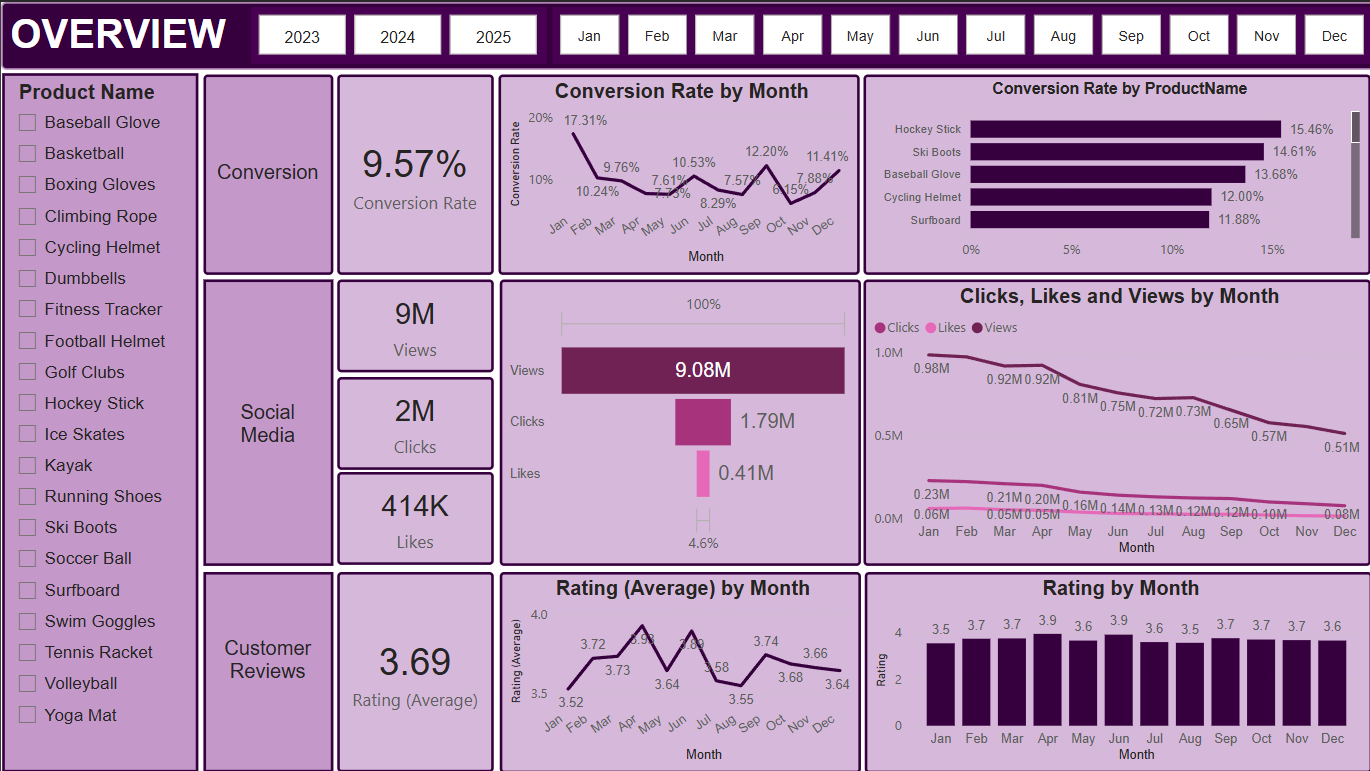 OVERVIEW
2023 2024 2025 Jan Feb Mar Apr May Jun Jul Aug Sep Oct Nov Dec
Product Name
Baseball Glove
Basketball
Boxing Gloves
Climbing Rope
Cycling Helmet
Dumbbells
Fitness Tracker
Football Helmet
Golf Clubs
Hockey Stick
Ice Skates
Kayak
Running Shoes
Ski Boots
Soccer Ball
Surfboard
Swim Goggles
Tennis Racket
Volleyball
Yoga Mat
Conversion
9.57%
Conversion Rate
Conversion Rate by Month
Conversion Rate
20%
10%
17.31%
10.24%
9.76%
7.61%
7.73%
10.53%
8.29%
7.57%
12.20%
6.15%
7.88%
11.41%
Jan Feb Mar Apr May Jun Jul Aug Sep Oct Nov Dec
Month
Conversion Rate by ProductName
Hockey Stick 15.46%
Ski Boots 14.61%
Baseball Glove 13.68%
Cycling Helmet 12.00%
Surfboard 11.88%
0% 5% 10% 15%
Social
Media
9M
Views
2M
Clicks
414K
Likes
100%
Views 9.08M
Clicks 1.79M
Likes 0.41M
4.6%
Clicks, Likes and Views by Month
Clicks Likes Views
1.0M
0.5M
0.0M
0.98M 0.92M 0.92M 0.81M 0.75M 0.72M 0.73M 0.65M 0.57M 0.51M
0.23M 0.21M 0.20M 0.16M 0.14M 0.13M 0.12M 0.12M 0.10M 0.08M
0.06M 0.05M 0.05M
Jan Feb Mar Apr May Jun Jul Aug Sep Oct Nov Dec
Month
Customer
Reviews
3.69
Rating (Average)
Rating (Average) by Month
Rating (Average)
4.0
3.5
3.52
3.72
3.73
3.93
3.64
3.89
3.58
3.55
3.74
3.68
3.66
3.64
Jan Feb Mar Apr May Jun Jul Aug Sep Oct Nov Dec
Month
Rating by Month
Rating
4
2
0
3.5 3.7 3.7 3.9 3.6 3.9 3.6 3.5 3.7 3.7 3.7 3.6
Jan Feb Mar Apr May Jun Jul Aug Sep Oct Nov Dec
Month